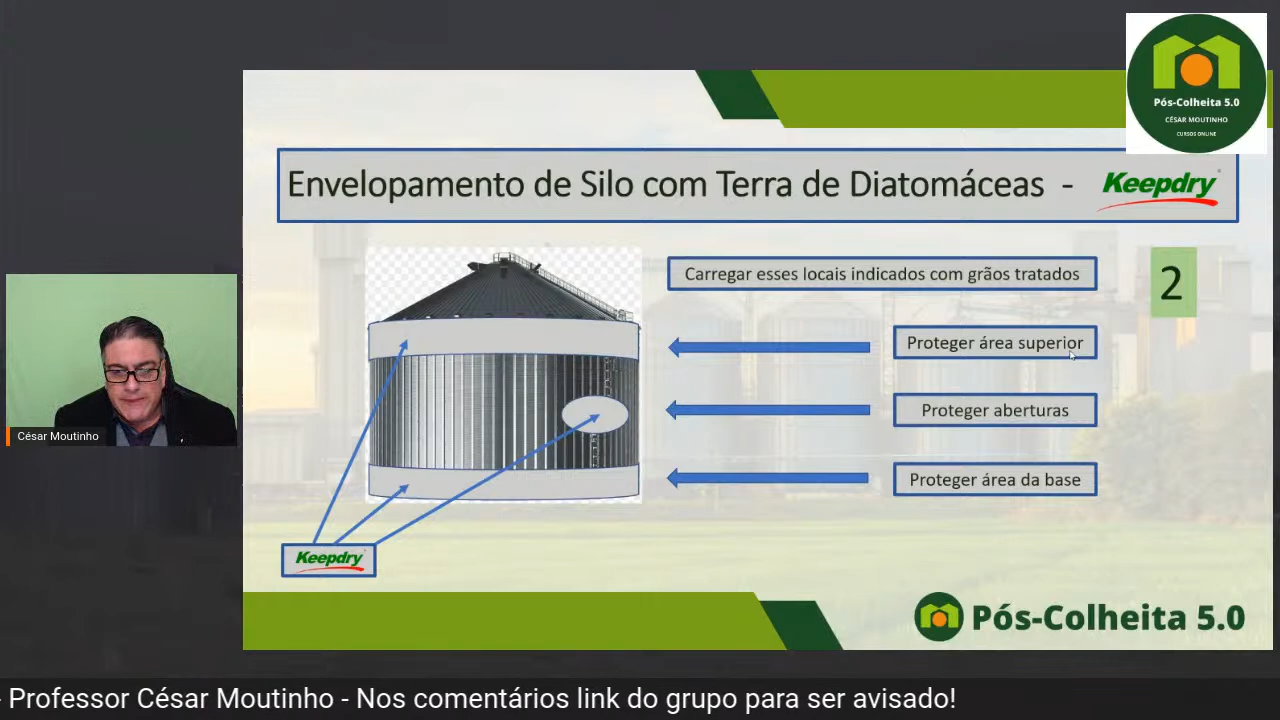 Pós-Colheita 5.0
CÉSAR MOUTINHO
CURSOS ONLINE
Envelopamento de Silo com Terra de Diatomáceas - Keepdry
Carregar esses locais indicados com grãos tratados
2
Proteger área superior
Proteger aberturas
César Moutinho
Proteger área da base
Keepdry
Pós-Colheita 5.0
- Professor César Moutinho - Nos comentários link do grupo para ser avisado!